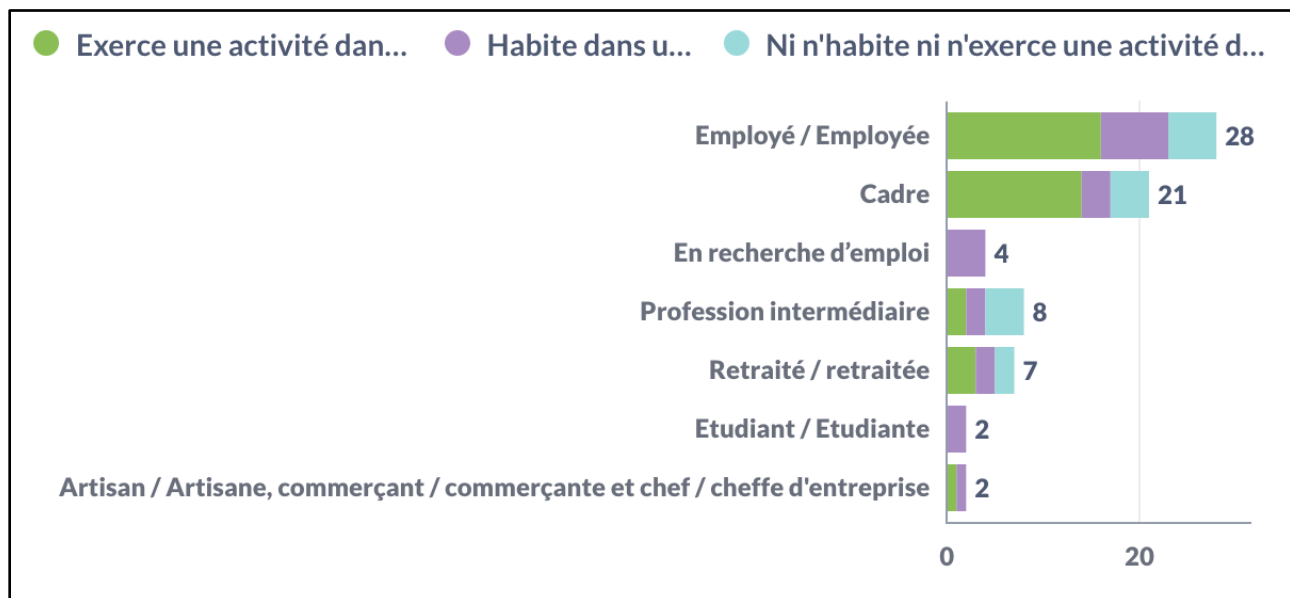 Exerce une activité dan... Habite dans u... Ni n'habite ni n'exerce une activité d...
Employé / Employée 28
Cadre 21
En recherche d’emploi 4
Profession intermédiaire 8
Retraité / retraitée 7
Etudiant / Etudiante 2
Artisan / Artisane, commerçant / commerçante et chef / cheffe d'entreprise 2
0 20